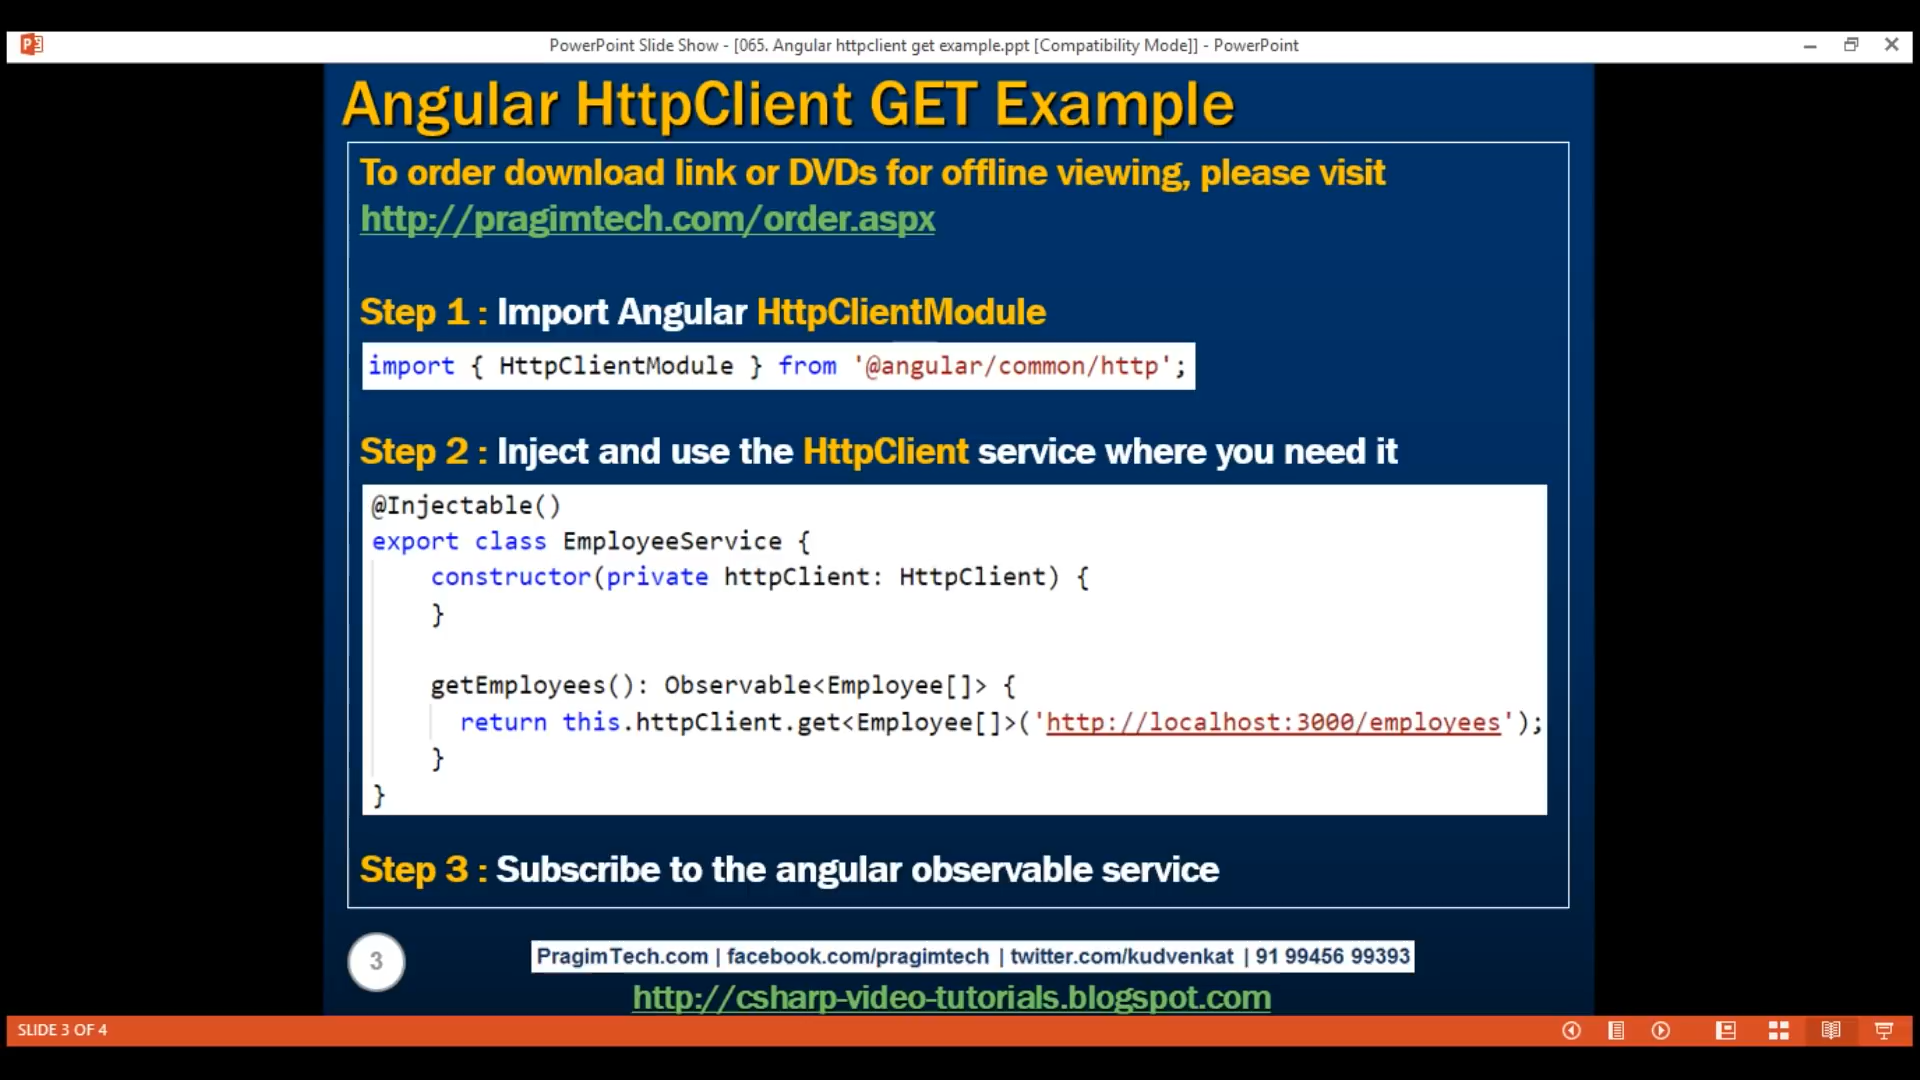 PowerPoint Slide Show - [065. Angular httpclient get example.ppt [Compatibility Mode]] - PowerPoint
Angular HttpClient GET Example
To order download link or DVDs for offline viewing, please visit
http://pragimtech.com/order.aspx
Step 1 : Import Angular HttpClientModule
import { HttpClientModule } from '@angular/common/http';
Step 2 : Inject and use the HttpClient service where you need it
@Injectable()
export class EmployeeService {
constructor(private httpClient: HttpClient) {
}
getEmployees(): Observable<Employee[]> {
return this.httpClient.get<Employee[]>('http://localhost:3000/employees');
}
}
Step 3 : Subscribe to the angular observable service
3
PragimTech.com | facebook.com/pragimtech | twitter.com/kudvenkat | 91 99456 99393
http://csharp-video-tutorials.blogspot.com
SLIDE 3 OF 4